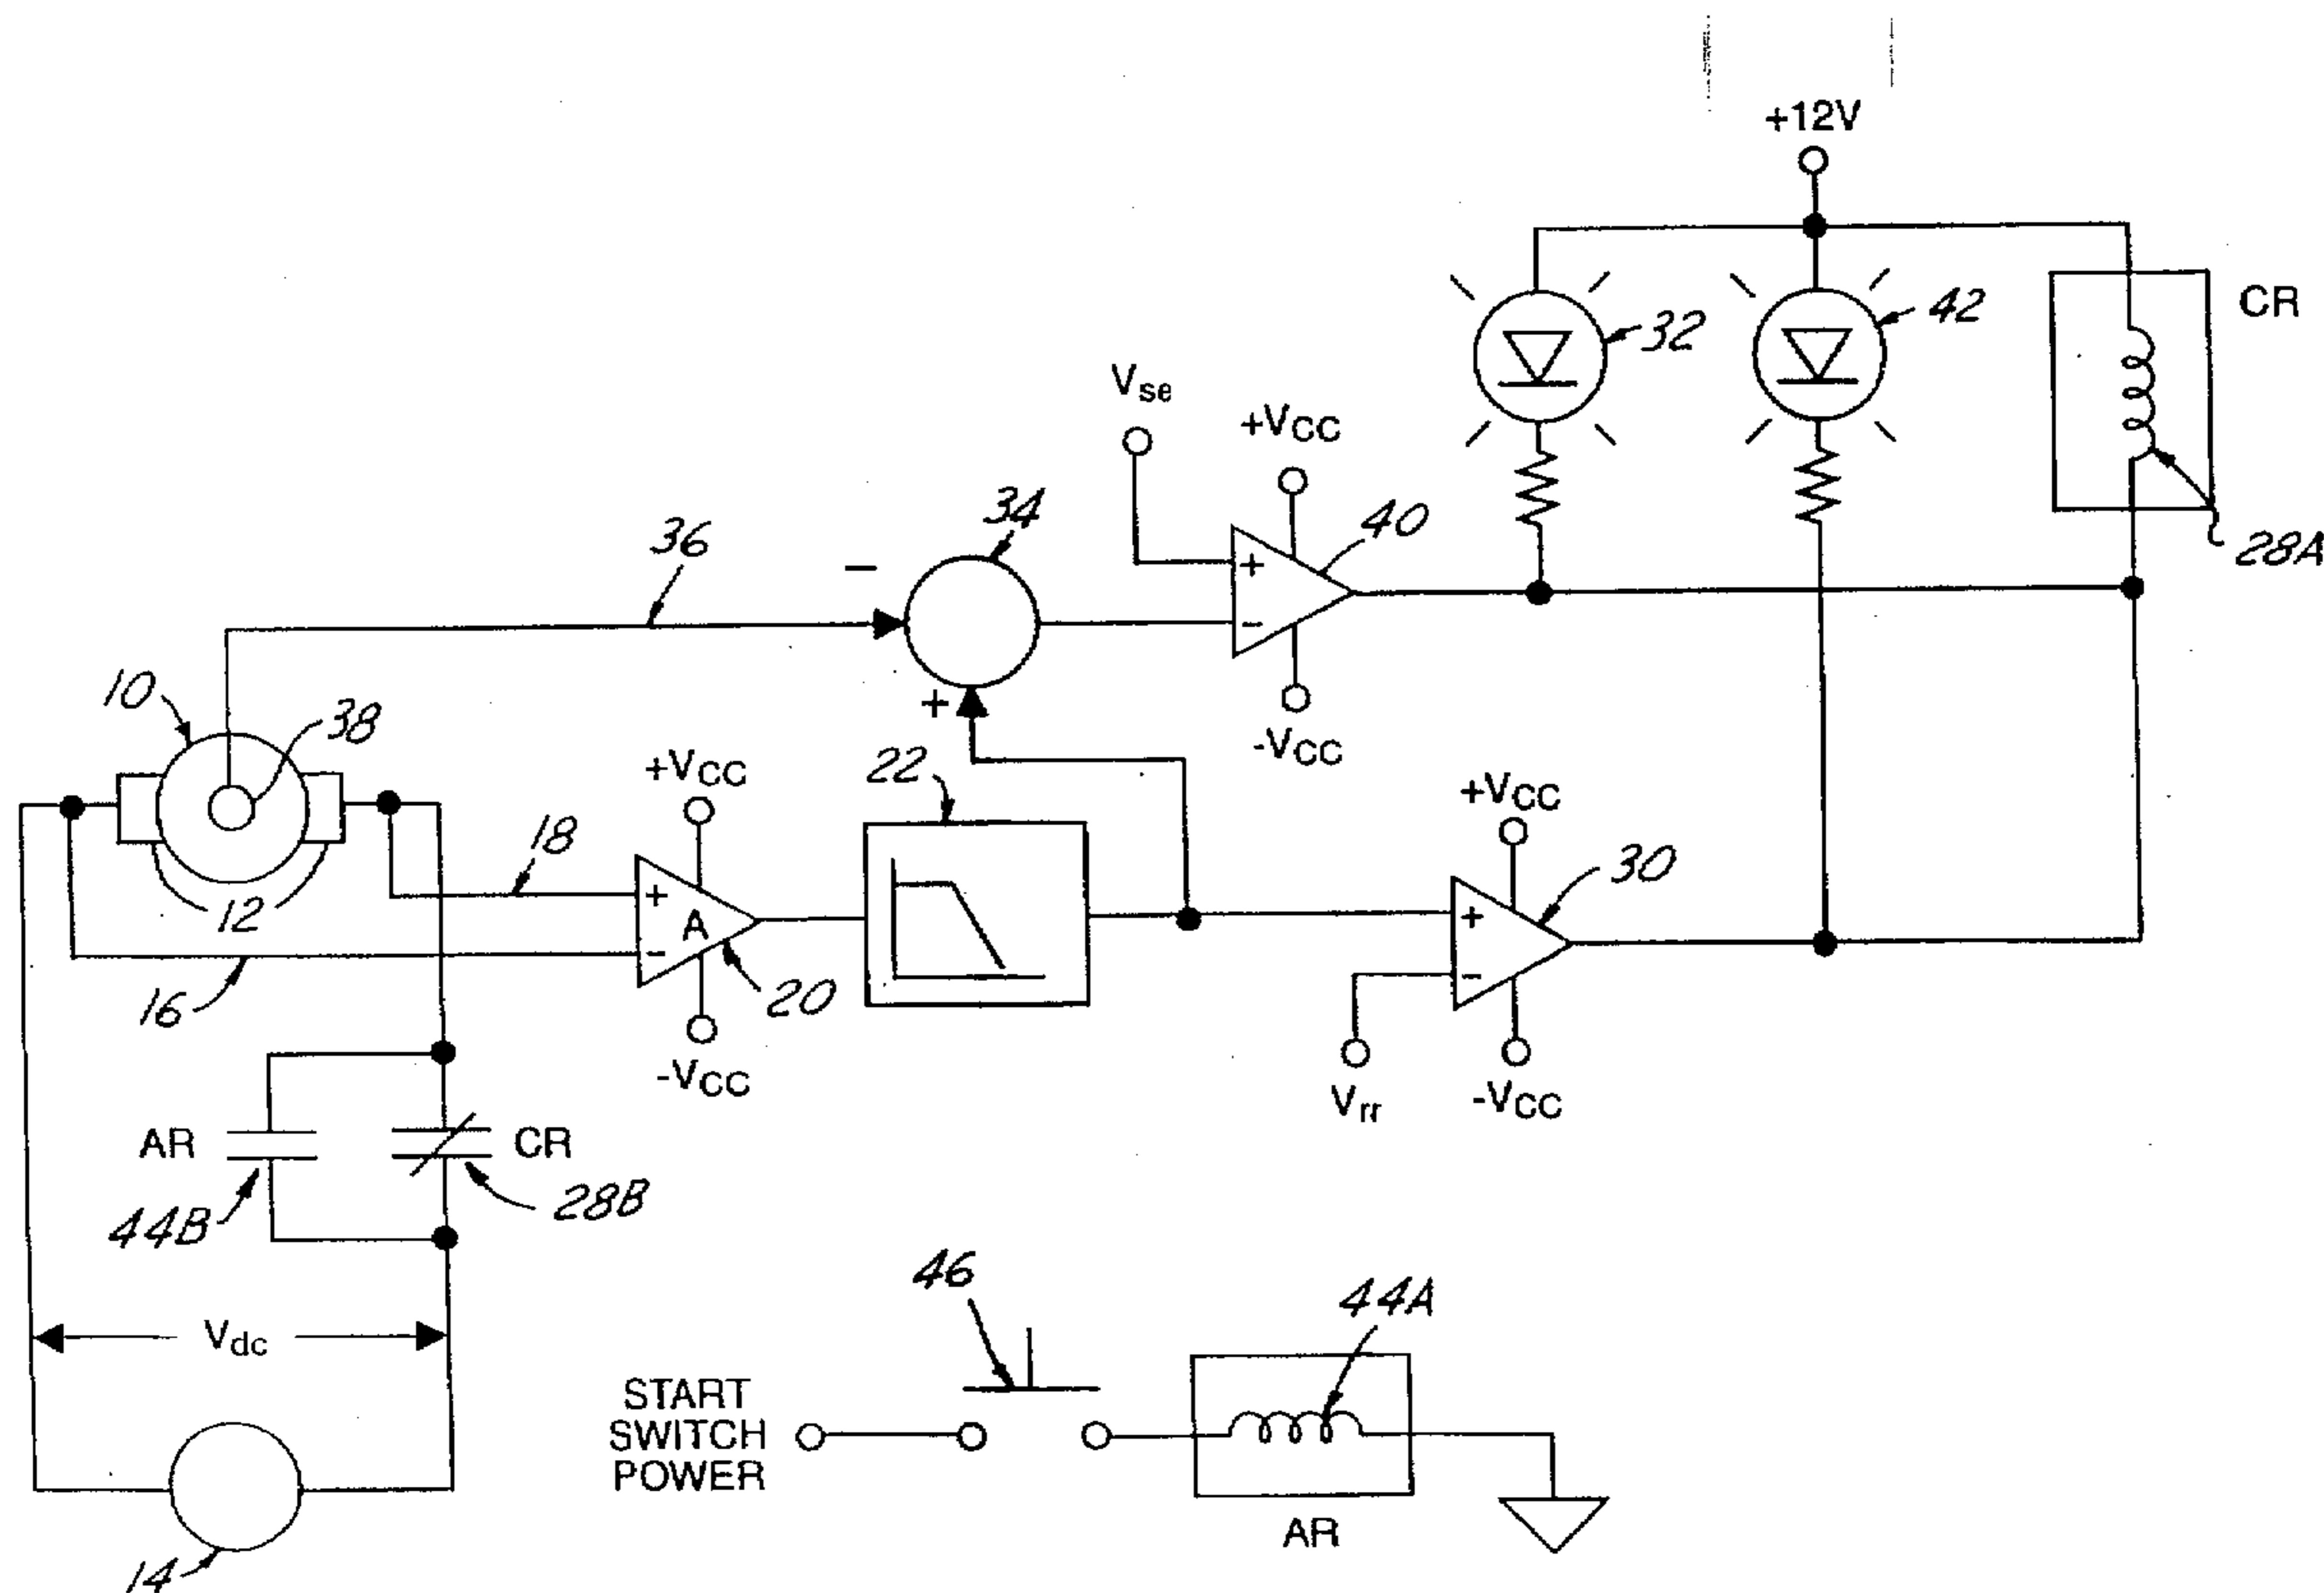 +12V
32
42
CR
Vse
+VCC
34
40
28A
36
−
+
−
+
-VCC
10
38
+VCC
22
+VCC
30
18
+
A
−
+
−
12
16
20
-VCC
Vrr
-VCC
AR
CR
44B
28B
46
44A
Vdc
START
SWITCH
POWER
AR
14